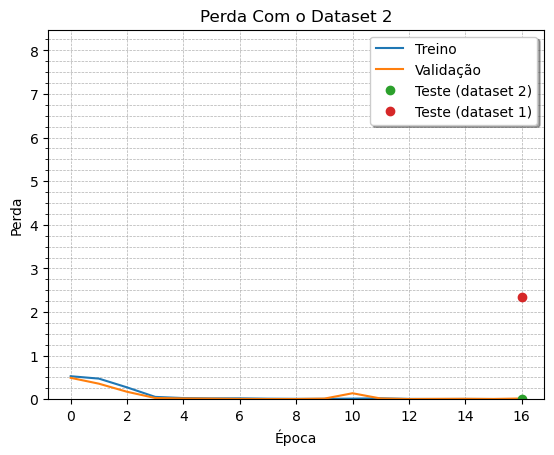 Perda Com o Dataset 2
Treino
Validação
Teste (dataset 2)
Teste (dataset 1)
Perda
8
7
6
5
4
3
2
1
0
0 2 4 6 8 10 12 14 16
Época